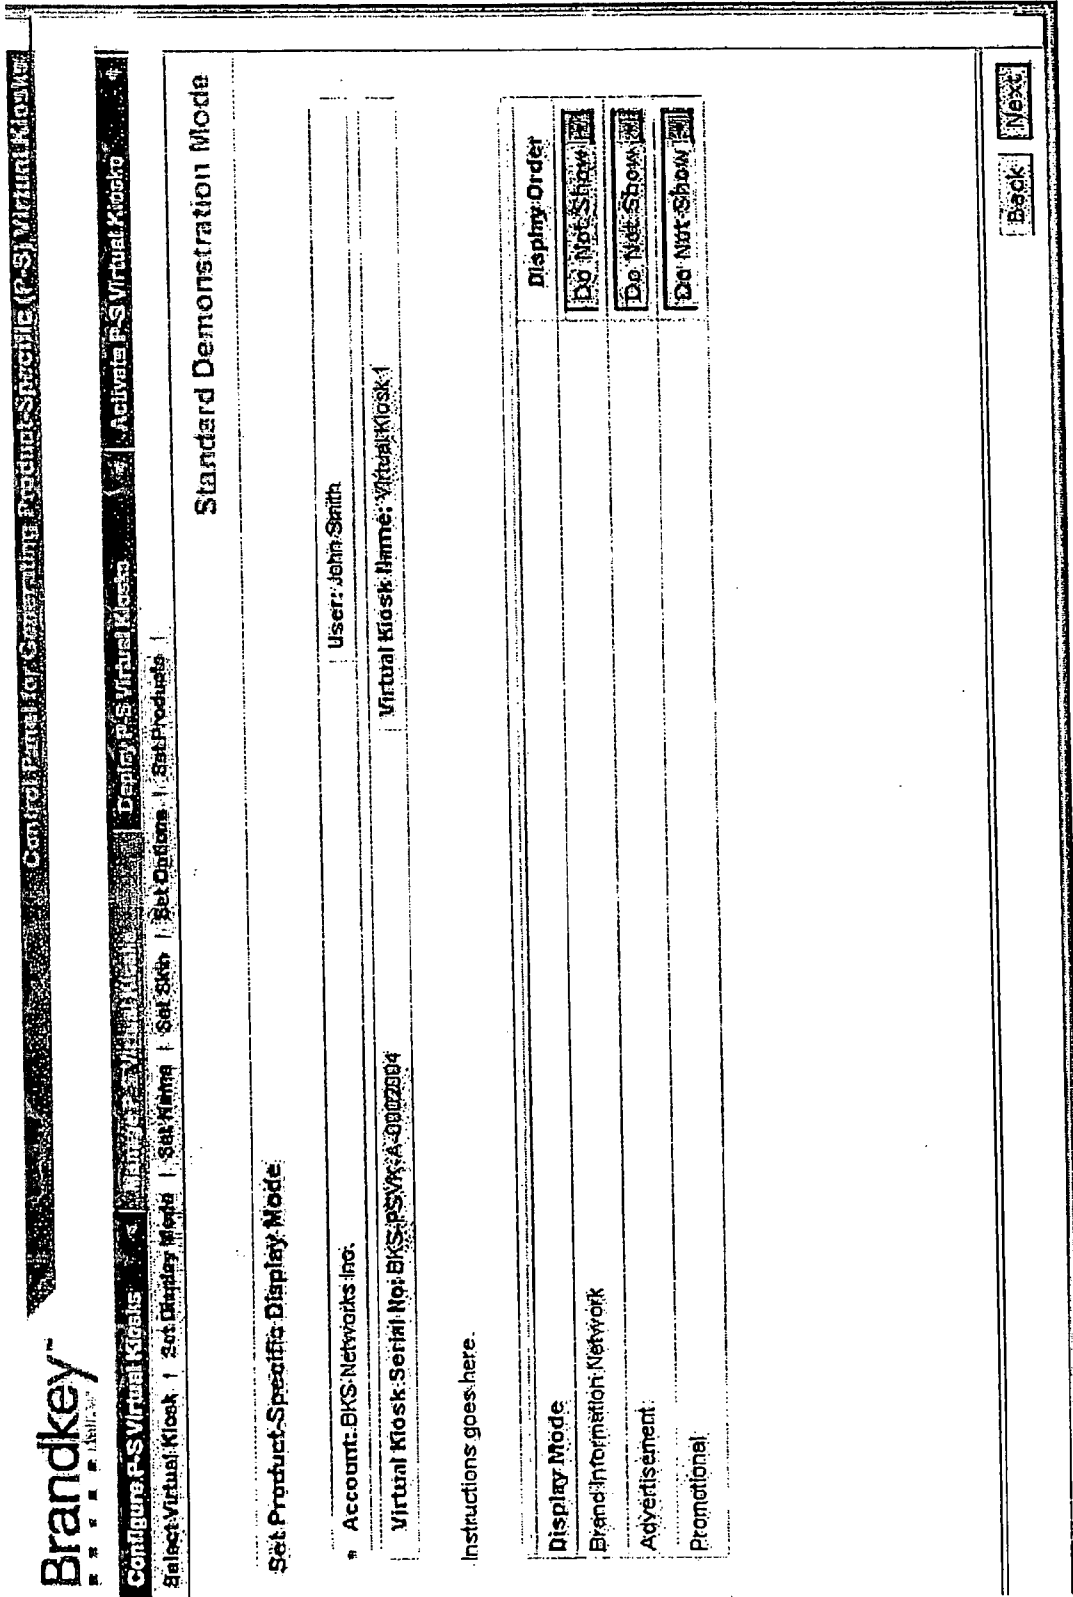 Brandkey™
Control Panel for Generating Product-Specific (P-S) Virtual Kiosks
Configure P-S Virtual Kiosks
Deploy P-S Virtual Kiosks
Activate P-S Virtual Kiosks
Select Virtual Kiosk | Set Display Mode | Set Name | Set Skin | Set Options | Set Products |
Standard Demonstration Mode
Set Product-Specific Display Mode
Account: BKS Networks Inc.
User: John Smith
Virtual Kiosk Serial No: BKS-PSVK-A-0002004
Virtual Kiosk Name: Virtual Kiosk 1
Instructions goes here.
Display Mode
Display Order
Brand Information Network
Do Not Show
Advertisement
Do Not Show
Promotional
Do Not Show
Back
Next